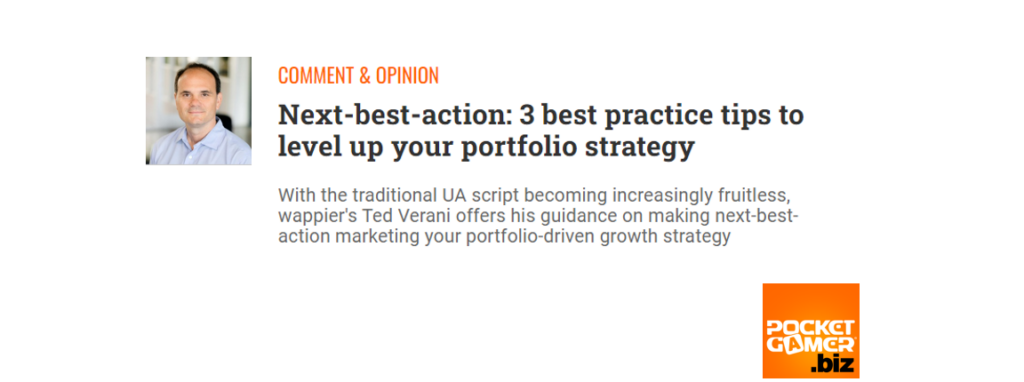 COMMENT & OPINION
Next-best-action: 3 best practice tips to
level up your portfolio strategy
With the traditional UA script becoming increasingly fruitless,
wappier's Ted Verani offers his guidance on making next-best-
action marketing your portfolio-driven growth strategy
POCKET
GAMER
.biz